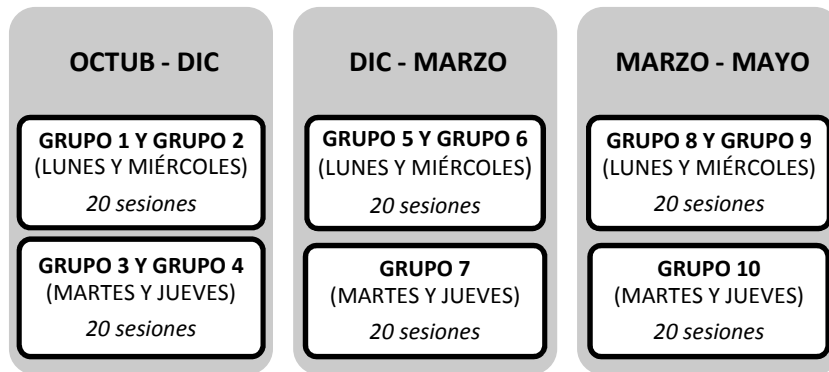 OCTUB - DIC
GRUPO 1 Y GRUPO 2
(LUNES Y MIÉRCOLES)
20 sesiones
GRUPO 3 Y GRUPO 4
(MARTES Y JUEVES)
20 sesiones
DIC - MARZO
GRUPO 5 Y GRUPO 6
(LUNES Y MIÉRCOLES)
20 sesiones
GRUPO 7
(MARTES Y JUEVES)
20 sesiones
MARZO - MAYO
GRUPO 8 Y GRUPO 9
(LUNES Y MIÉRCOLES)
20 sesiones
GRUPO 10
(MARTES Y JUEVES)
20 sesiones